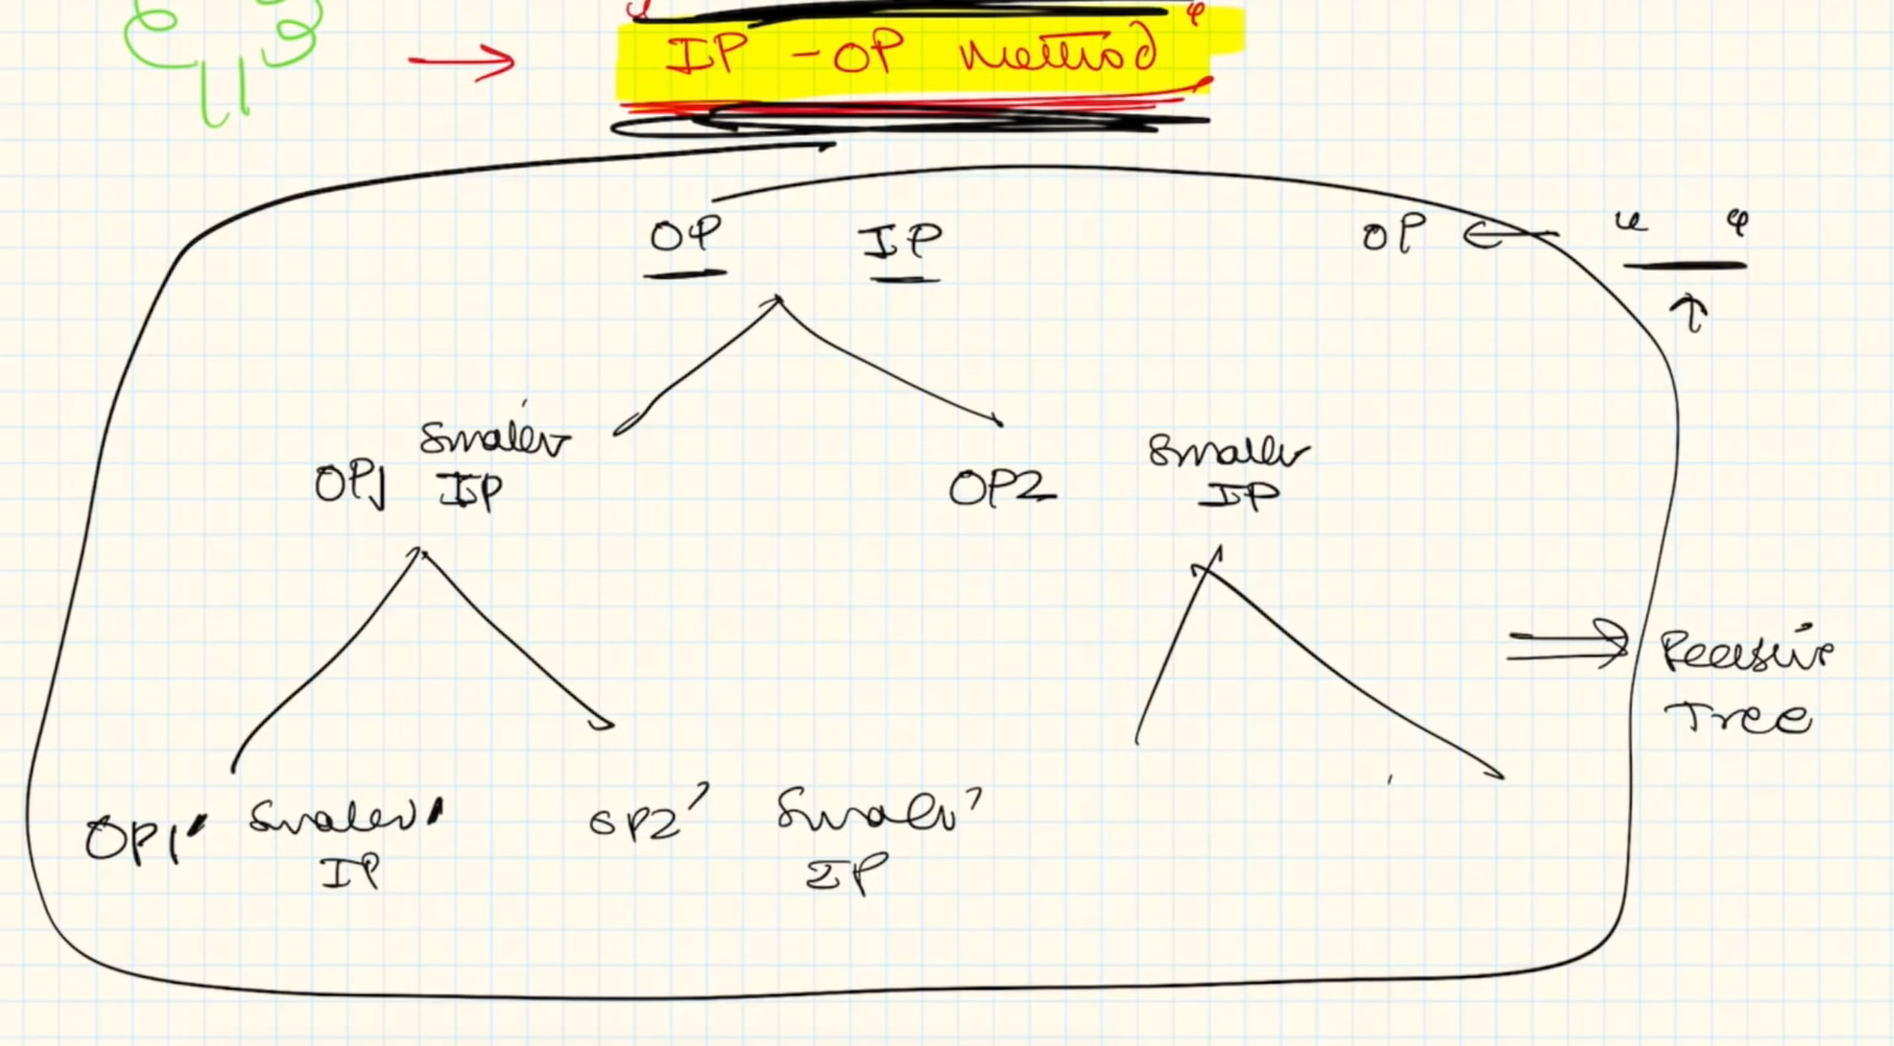 IP - OP Method
OP IP
OP ← " "
OP1 Smaller IP
OP2 Smaller IP
⇒ Recursive
Tree
OP1' Smaller' IP
OP2' Smaller' IP